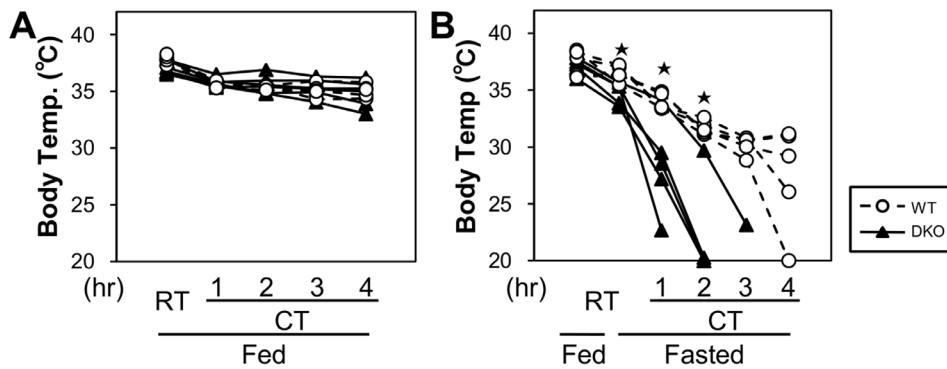 A
Body Temp. (°C)
40
35
30
25
20
(hr)
RT
1 2 3 4
CT
Fed
B
Body Temp (°C)
40
35
30
25
20
(hr)
RT
1 2 3 4
CT
Fed
Fasted
WT
DKO